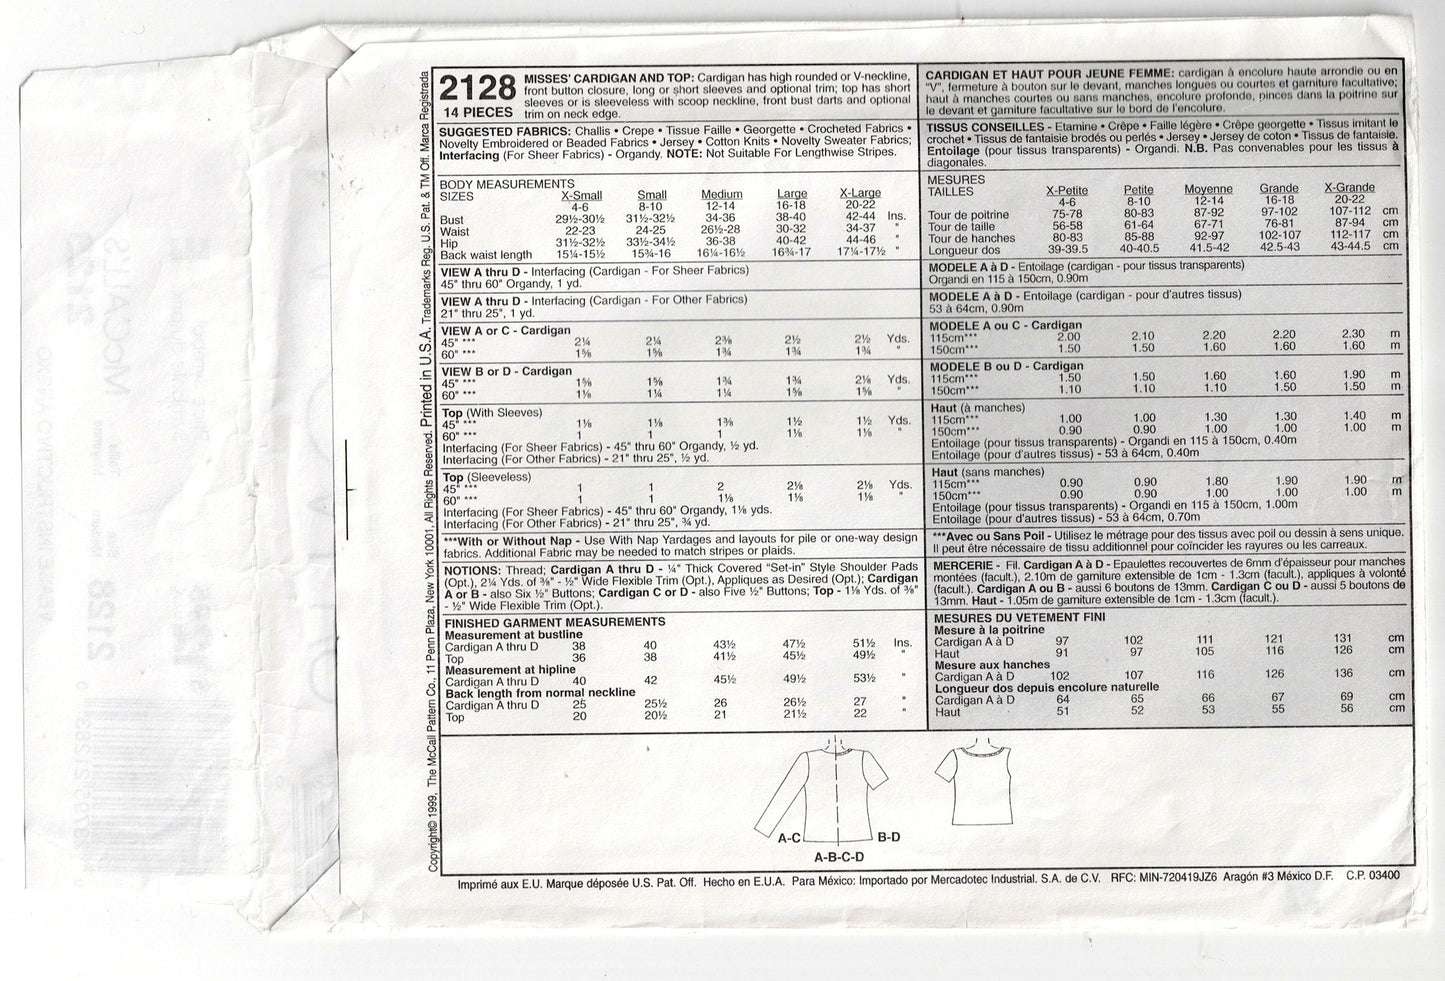 2128
14 PIECES
MISSES' CARDIGAN AND TOP: Cardigan has high rounded or V-neckline,
front button closure, long or short sleeves and optional trim; top has short
sleeves or is sleeveless with scoop neckline, front bust darts and optional
trim on neck edge.
SUGGESTED FABRICS: Challis • Crepe • Tissue Faille • Georgette • Crocheted Fabrics •
Novelty Embroidered or Beaded Fabrics • Jersey • Cotton Knits • Novelty Sweater Fabrics;
Interfacing (For Sheer Fabrics) - Organdy. NOTE: Not Suitable For Lengthwise Stripes.
BODY MEASUREMENTS
SIZES X-Small Small Medium Large X-Large
4-6 8-10 12-14 16-18 20-22
Bust 29½-30½ 31½-32½ 34-36 38-40 42-44 Ins.
Waist 22-23 24-25 26½-28 30-32 34-37 "
Hip 31½-32½ 33½-34½ 36-38 40-42 44-46 "
Back waist length 15¼-15½ 15¾-16 16¼-16½ 16¾-17 17¼-17½ "
VIEW A thru D - Interfacing (Cardigan - For Sheer Fabrics)
45" thru 60" Organdy, 1 yd.
VIEW A thru D - Interfacing (Cardigan - For Other Fabrics)
21" thru 25", 1 yd.
VIEW A or C - Cardigan
45" *** 2¼ 2¼ 2⅜ 2½ 2½ Yds.
60" *** 1⅝ 1⅝ 1¾ 1¾ 1¾ "
VIEW B or D - Cardigan
45" *** 1⅝ 1⅝ 1¾ 1¾ 2⅛ Yds.
60" *** 1⅛ 1¼ 1¼ 1⅝ 1⅝ "
Top (With Sleeves)
45" *** 1⅛ 1⅛ 1⅜ 1½ 1½ Yds.
60" *** 1 1 1 1⅛ 1⅛ "
Interfacing (For Sheer Fabrics) - 45" thru 60" Organdy, ½ yd.
Interfacing (For Other Fabrics) - 21" thru 25", ½ yd.
Top (Sleeveless)
45" *** 1 1 2 2⅛ 2⅛ Yds.
60" *** 1 1 1⅛ 1⅛ 1⅛ "
Interfacing (For Sheer Fabrics) - 45" thru 60" Organdy, 1⅛ yds.
Interfacing (For Other Fabrics) - 21" thru 25", ¾ yd.
***With or Without Nap - Use With Nap Yardages and layouts for pile or one-way design
fabrics. Additional Fabric may be needed to match stripes or plaids.
NOTIONS: Thread; Cardigan A thru D - ¼" Thick Covered "Set-in" Style Shoulder Pads
(Opt.), 2¼ Yds. of ⅜" - ½" Wide Flexible Trim (Opt.), Appliques as Desired (Opt.); Cardigan
A or B - also Six ½" Buttons; Cardigan C or D - also Five ½" Buttons; Top - 1⅛ Yds. of ⅜"
- ½" Wide Flexible Trim (Opt.).
FINISHED GARMENT MEASUREMENTS
Measurement at bustline
Cardigan A thru D 38 40 43½ 47½ 51½ Ins.
Top 36 38 41½ 45½ 49½ "
Measurement at hipline
Cardigan A thru D 40 42 45½ 49½ 53½ "
Back length from normal neckline
Cardigan A thru D 25 25½ 26 26½ 27 "
Top 20 20½ 21 21½ 22 "
CARDIGAN ET HAUT POUR JEUNE FEMME: cardigan à encolure haute arrondie ou en
"V", fermeture à bouton sur le devant, manches longues ou courtes et garniture facultative;
haut à manches courtes ou sans manches, encolure profonde, pinces dans la poitrine sur
le devant et garniture facultative sur le bord de l'encolure.
TISSUS CONSEILLES - Etamine • Crêpe • Faille légère • Crêpe georgette • Tissus imitant le
crochet • Tissus de fantaisie brodés ou perlés • Jersey • Jersey de coton • Tissus de fantaisie.
Entoilage (pour tissus transparents) - Organdi. N.B. Pas convenables pour les tissus à
diagonales.
MESURES
TAILLES X-Petite Petite Moyenne Grande X-Grande
4-6 8-10 12-14 16-18 20-22
Tour de poitrine 75-78 80-83 87-92 97-102 107-112 cm
Tour de taille 56-58 61-64 67-71 76-81 87-94 cm
Tour de hanches 80-83 85-88 92-97 102-107 112-117 cm
Longueur dos 39-39.5 40-40.5 41.5-42 42.5-43 43-44.5 cm
MODELE A à D - Entoilage (cardigan - pour tissus transparents)
Organdi en 115 à 150cm, 0.90m
MODELE A à D - Entoilage (cardigan - pour d'autres tissus)
53 à 64cm, 0.90m
MODELE A ou C - Cardigan
115cm*** 2.00 2.10 2.20 2.20 2.30 m
150cm*** 1.50 1.50 1.60 1.60 1.60 m
MODELE B ou D - Cardigan
115cm*** 1.50 1.50 1.60 1.60 1.90 m
150cm*** 1.10 1.10 1.10 1.50 1.50 m
Haut (à manches)
115cm*** 1.00 1.00 1.30 1.30 1.40 m
150cm*** 0.90 0.90 1.00 1.00 1.00 m
Entoilage (pour tissus transparents) - Organdi en 115 à 150cm, 0.40m
Entoilage (pour d'autres tissus) - 53 à 64cm, 0.40m
Haut (sans manches)
115cm*** 0.90 0.90 1.80 1.90 1.90 m
150cm*** 0.90 0.90 1.00 1.00 1.00 m
Entoilage (pour tissus transparents) - Organdi en 115 à 150cm, 1.00m
Entoilage (pour d'autres tissus) - 53 à 64cm, 0.70m
***Avec ou Sans Poil - Utilisez le métrage pour des tissus avec poil ou dessin à sens unique.
Il peut être nécessaire de tissu additionnel pour coïncider les rayures ou les carreaux.
MERCERIE - Fil. Cardigan A à D - Epaulettes recouvertes de 6mm d'épaisseur pour manches
montées (facult.), 2.10m de garniture extensible de 1cm - 1.3cm (facult.), appliques à volonté
(facult.). Cardigan A ou B - aussi 6 boutons de 13mm. Cardigan C ou D - aussi 5 boutons de
13mm. Haut - 1.05m de garniture extensible de 1cm - 1.3cm (facult.).
MESURES DU VETEMENT FINI
Mesure à la poitrine
Cardigan A à D 97 102 111 121 131 cm
Haut 91 97 105 116 126 cm
Mesure aux hanches
Cardigan A à D 102 107 116 126 136 cm
Longueur dos depuis encolure naturelle
Cardigan A à D 64 65 66 67 69 cm
Haut 51 52 53 55 56 cm
A-C
B-D
A-B-C-D
Imprimé aux E.U. Marque déposée U.S. Pat. Off. Hecho en E.U.A. Para México: Importado por Mercadotec Industrial. S.A. de C.V. RFC: MIN-720419JZ6 Aragón #3 México D.F. C.P. 03400
Copyright© 1999, The McCall Pattern Co., 11 Penn Plaza, New York 10001, All Rights Reserved. Printed in U.S.A. Trademarks Reg. U.S. Pat. & TM Off. Marca Registrada